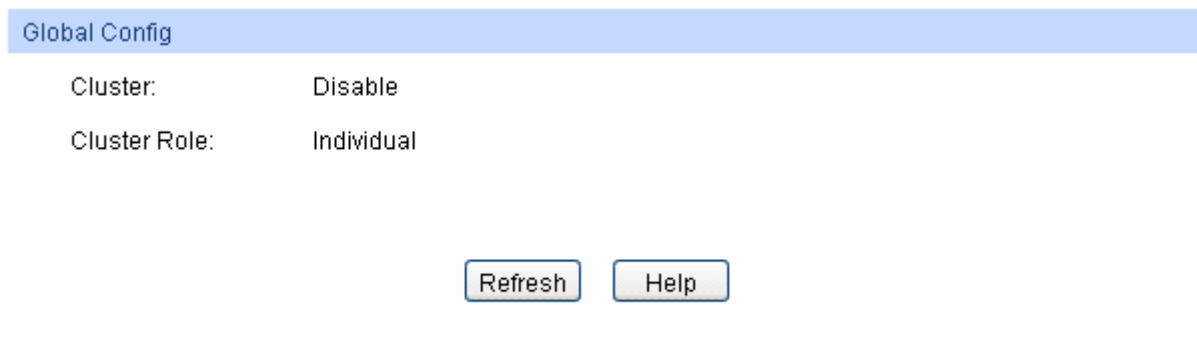 Global Config
Cluster: Disable
Cluster Role: Individual
Refresh Help